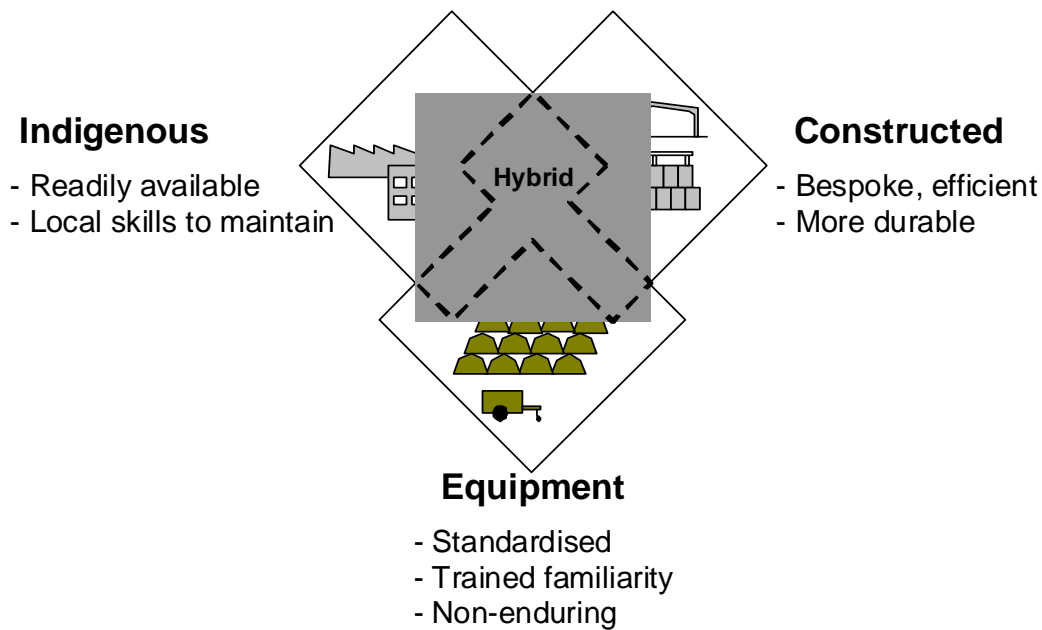 Indigenous
- Readily available
- Local skills to maintain
Hybrid
Constructed
- Bespoke, efficient
- More durable
Equipment
- Standardised
- Trained familiarity
- Non-enduring